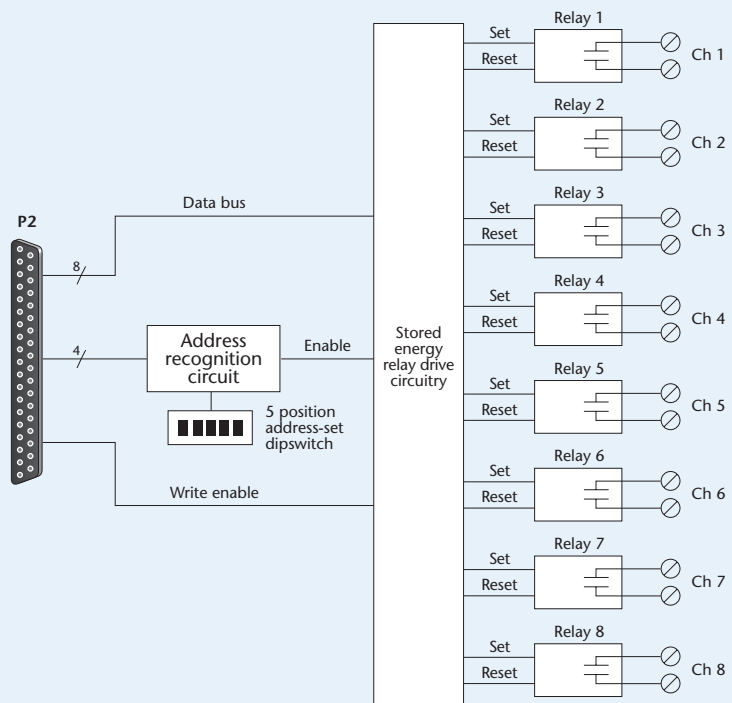 P2
Data bus
8
4
Address
recognition
circuit
Enable
5 position
address-set
dipswitch
Write enable
Stored
energy
relay drive
circuitry
Relay 1
Set
Reset
Ch 1
Relay 2
Set
Reset
Ch 2
Relay 3
Set
Reset
Ch 3
Relay 4
Set
Reset
Ch 4
Relay 5
Set
Reset
Ch 5
Relay 6
Set
Reset
Ch 6
Relay 7
Set
Reset
Ch 7
Relay 8
Set
Reset
Ch 8